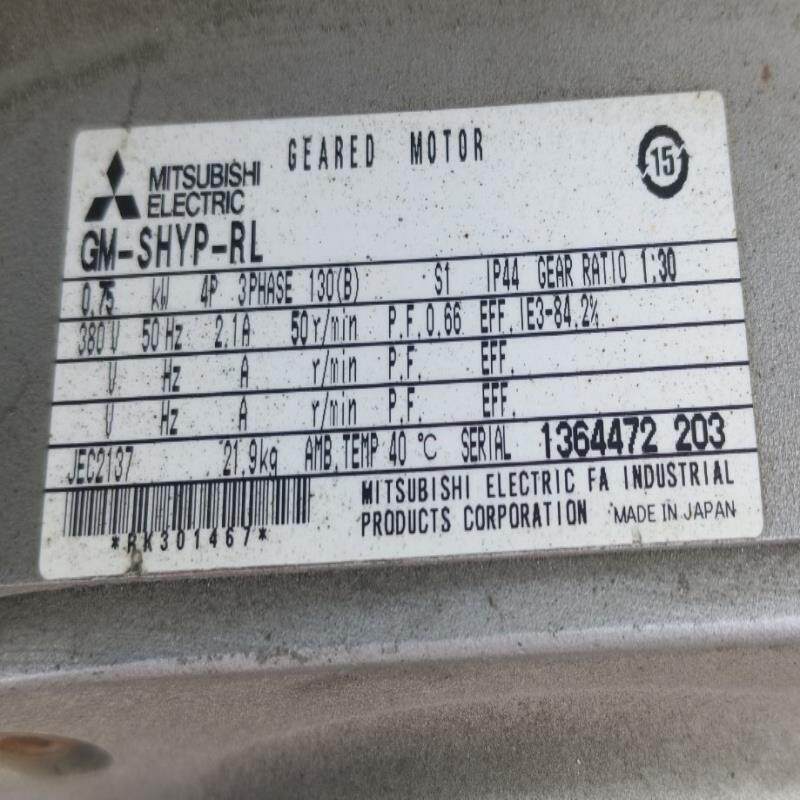 GEARED MOTOR
15
MITSUBISHI
ELECTRIC
GM-SHYP-RL
0.75 kW 4P 3PHASE 130(B) S1 IP44 GEAR RATIO 1:30
380 V 50 Hz 2.1A 50r/min P.F. 0.66 EFF. IE3-84.2%
V Hz A r/min P.F. EFF.
V Hz A r/min P.F. EFF.
JEC2137 21.9kg AMB.TEMP 40 °C SERIAL 1364472 203
MITSUBISHI ELECTRIC FA INDUSTRIAL
PRODUCTS CORPORATION MADE IN JAPAN
*RK301467*